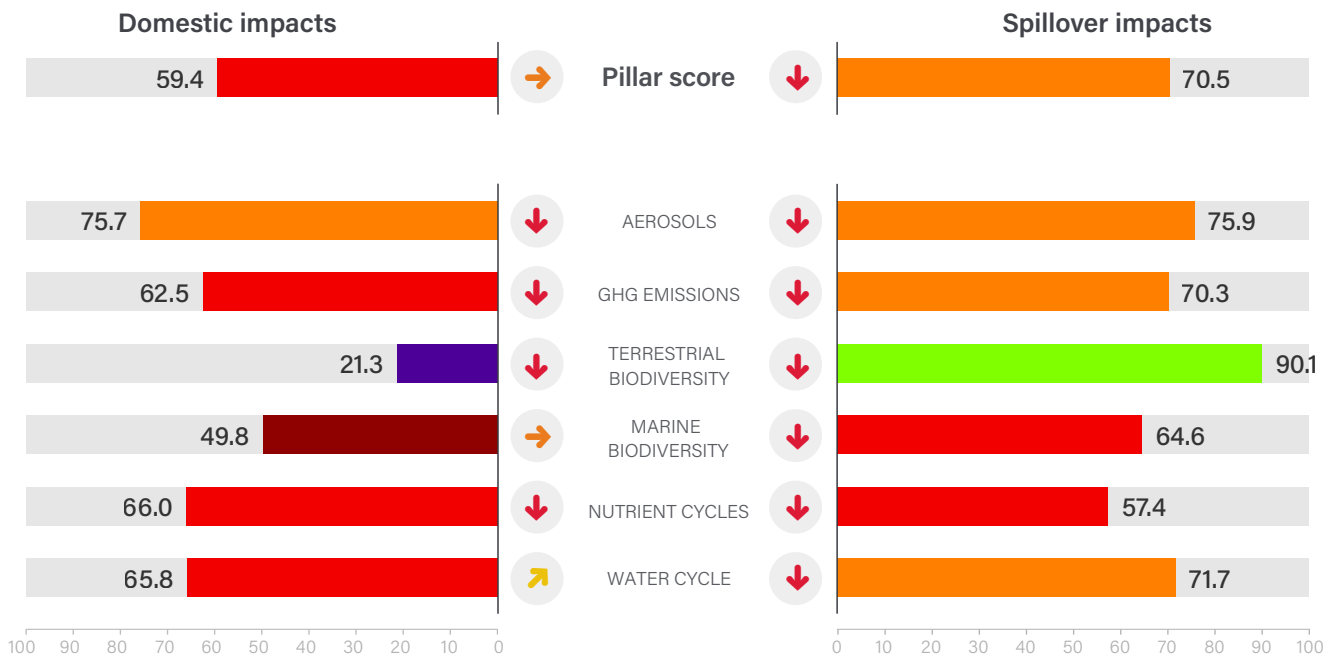 Domestic impacts
Spillover impacts
59.4
Pillar score
70.5
75.7
AEROSOLS
75.9
62.5
GHG EMISSIONS
70.3
21.3
TERRESTRIAL
BIODIVERSITY
90.1
49.8
MARINE
BIODIVERSITY
64.6
66.0
NUTRIENT CYCLES
57.4
65.8
WATER CYCLE
71.7
100 90 80 70 60 50 40 30 20 10 0
0 10 20 30 40 50 60 70 80 90 100